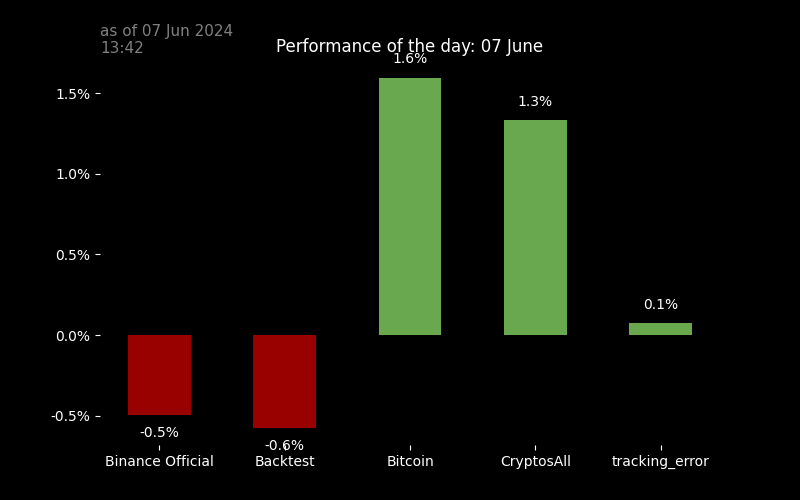 as of 07 Jun 2024
13:42
Performance of the day: 07 June
1.6%
1.5%
1.3%
1.0%
0.5%
0.1%
0.0%
-0.5%
-0.5%
-0.6%
Binance Official
Backtest
Bitcoin
CryptosAll
tracking_error